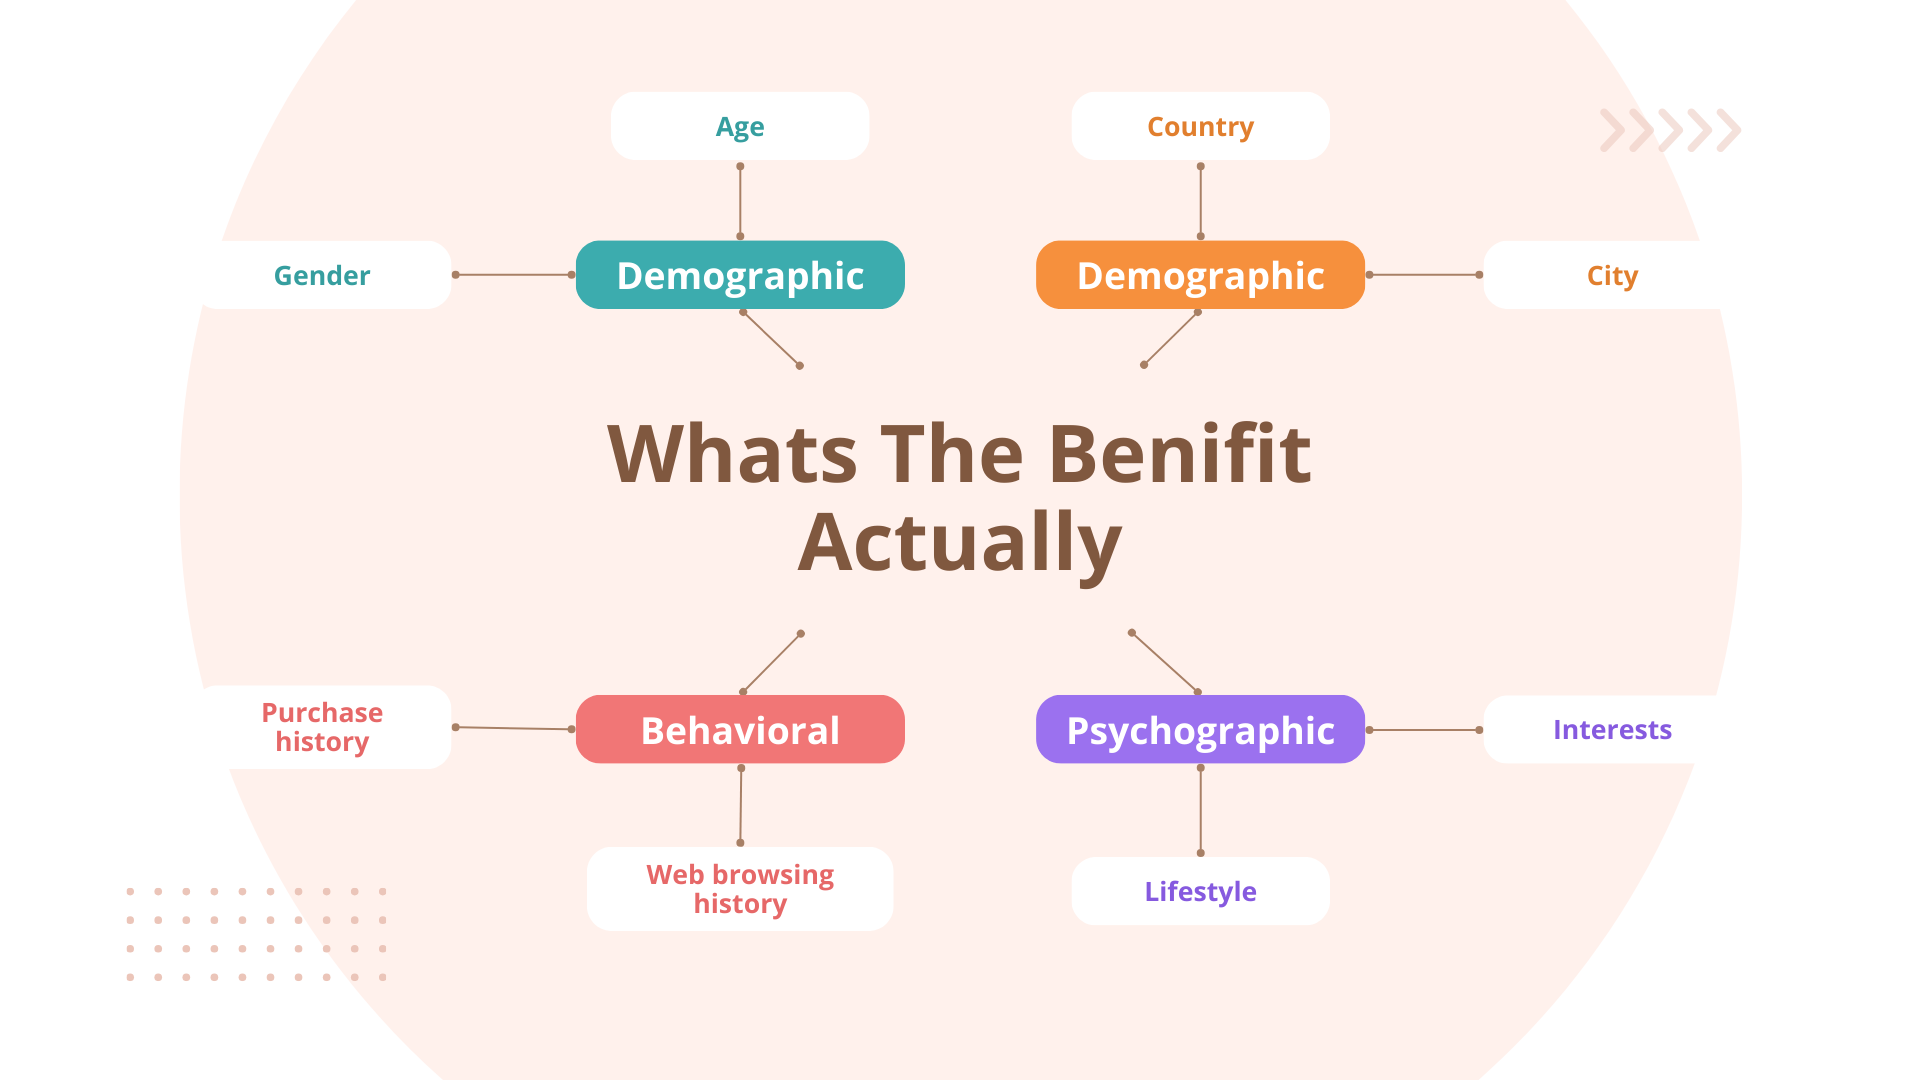 Age
Country
Gender
Demographic
Demographic
City
Whats The Benifit
Actually
Purchase
history
Behavioral
Psychographic
Interests
Web browsing
history
Lifestyle